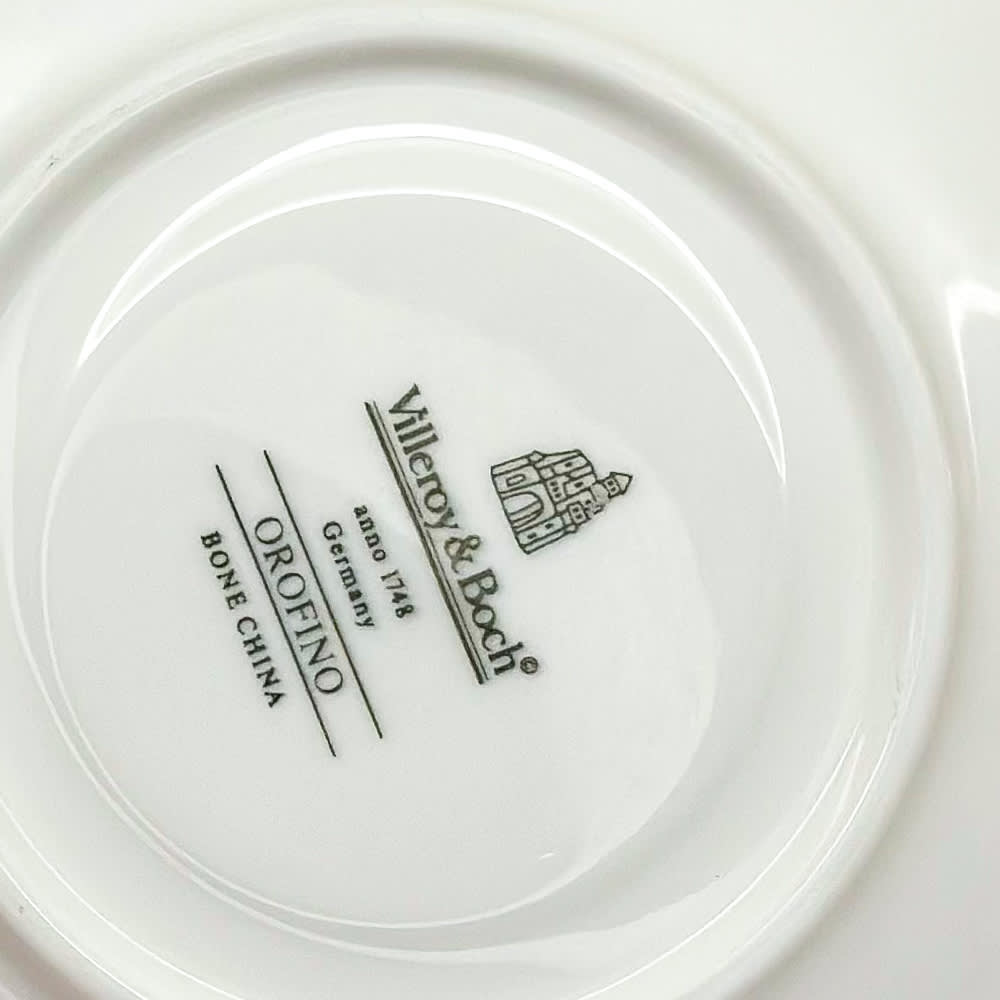 Villeroy & Boch©
anno 1748
Germany
OROFINO
BONE CHINA